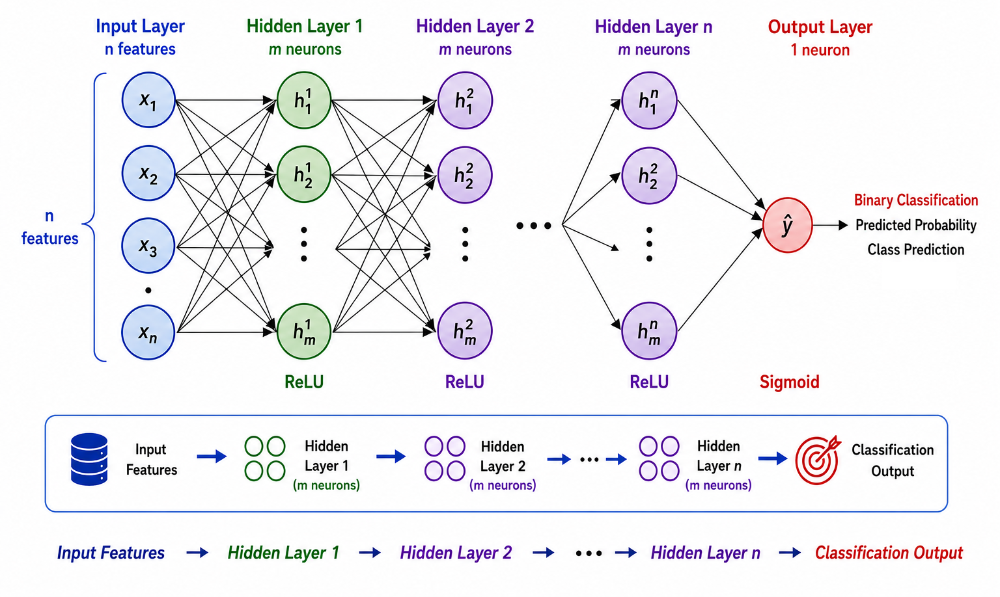 Input Layer
n features
Hidden Layer 1
m neurons
Hidden Layer 2
m neurons
Hidden Layer n
m neurons
Output Layer
1 neuron
n
features
x₁
x₂
x₃
xₙ
h₁¹
h₂¹
hₘ¹
h₁²
h₂²
hₘ²
h₁ⁿ
h₂²
hₘⁿ
ŷ
Binary Classification
Predicted Probability
Class Prediction
ReLU
ReLU
ReLU
Sigmoid
Input
Features
Hidden
Layer 1
(m neurons)
Hidden
Layer 2
(m neurons)
...
Hidden
Layer n
(m neurons)
Classification
Output
Input Features → Hidden Layer 1 → Hidden Layer 2 → ... → Hidden Layer n → Classification Output